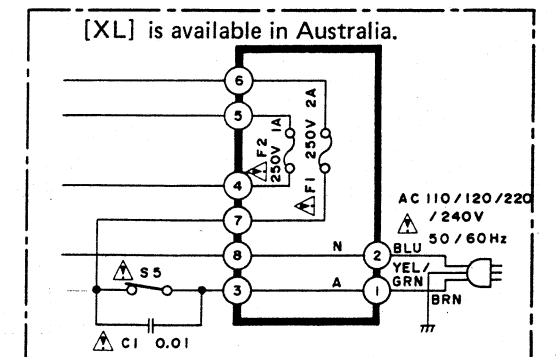 [XL] is available in Australia.
6
5
250V 2A
250V 1A
F2
F1
4
7
AC 110/120/220
/240V
50/60Hz
8
N
2
BLU
YEL/
GRN
S5
3
A
1
BRN
C1 0.01